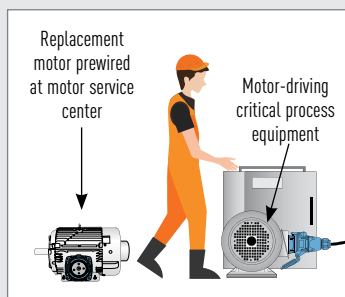 Replacement
motor prewired
at motor service
center
Motor-driving
critical process
equipment